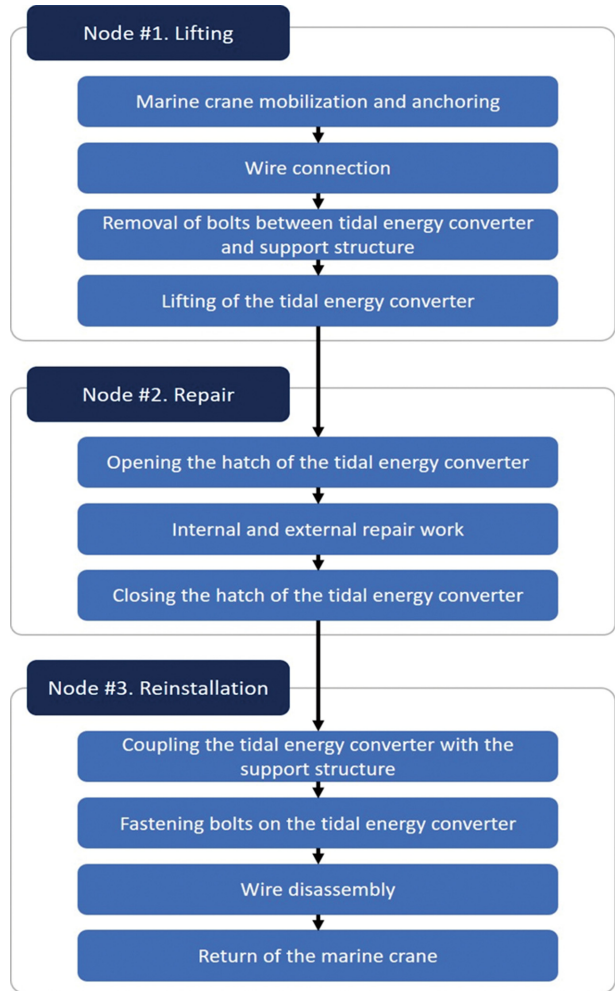 Node #1. Lifting
Marine crane mobilization and anchoring
Wire connection
Removal of bolts between tidal energy converter
and support structure
Lifting of the tidal energy converter
Node #2. Repair
Opening the hatch of the tidal energy converter
Internal and external repair work
Closing the hatch of the tidal energy converter
Node #3. Reinstallation
Coupling the tidal energy converter with the
support structure
Fastening bolts on the tidal energy converter
Wire disassembly
Return of the marine crane